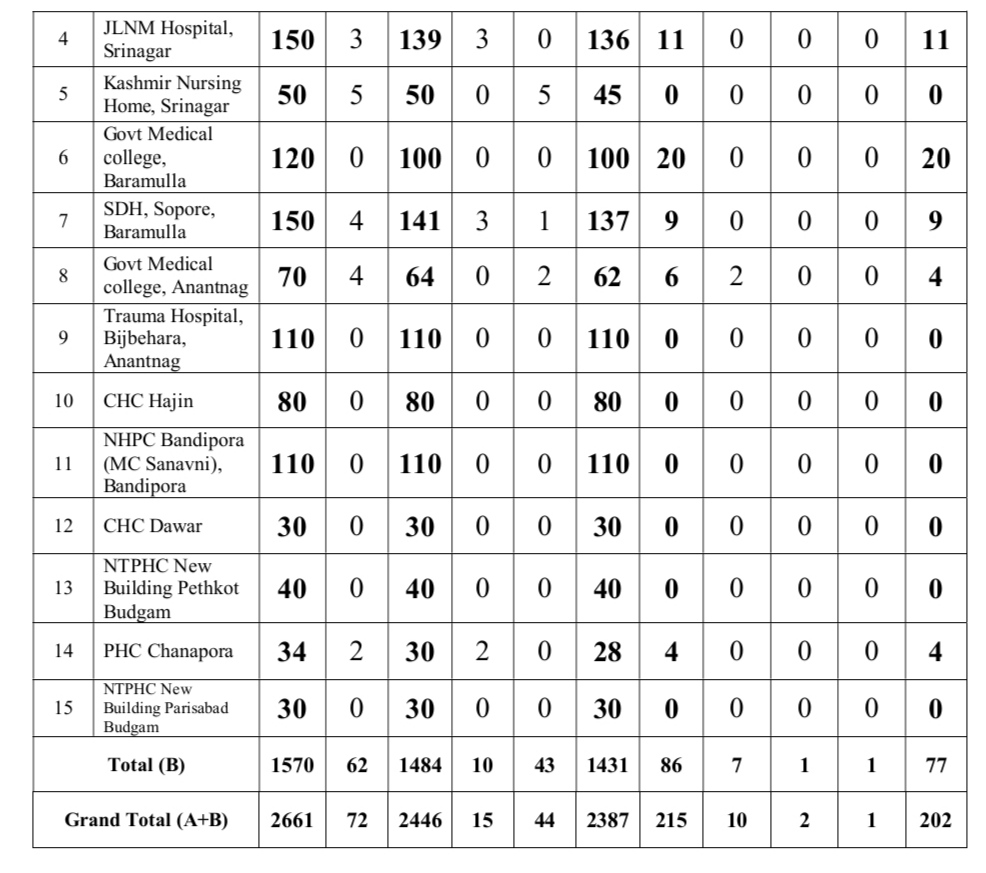 4 JLNM Hospital, Srinagar 150 3 139 3 0 136 11 0 0 0 11
5 Kashmir Nursing Home, Srinagar 50 5 50 0 5 45 0 0 0 0 0
6 Govt Medical college, Baramulla 120 0 100 0 0 100 20 0 0 0 20
7 SDH, Sopore, Baramulla 150 4 141 3 1 137 9 0 0 0 9
8 Govt Medical college, Anantnag 70 4 64 0 2 62 6 2 0 0 4
9 Trauma Hospital, Bijbehara, Anantnag 110 0 110 0 0 110 0 0 0 0 0
10 CHC Hajin 80 0 80 0 0 80 0 0 0 0 0
11 NHPC Bandipora (MC Sanavni), Bandipora 110 0 110 0 0 110 0 0 0 0 0
12 CHC Dawar 30 0 30 0 0 30 0 0 0 0 0
13 NTPHC New Building Pethkot Budgam 40 0 40 0 0 40 0 0 0 0 0
14 PHC Chanapora 34 2 30 2 0 28 4 0 0 0 4
15 NTPHC New Building Parisabad Budgam 30 0 30 0 0 30 0 0 0 0 0
Total (B) 1570 62 1484 10 43 1431 86 7 1 1 77
Grand Total (A+B) 2661 72 2446 15 44 2387 215 10 2 1 202